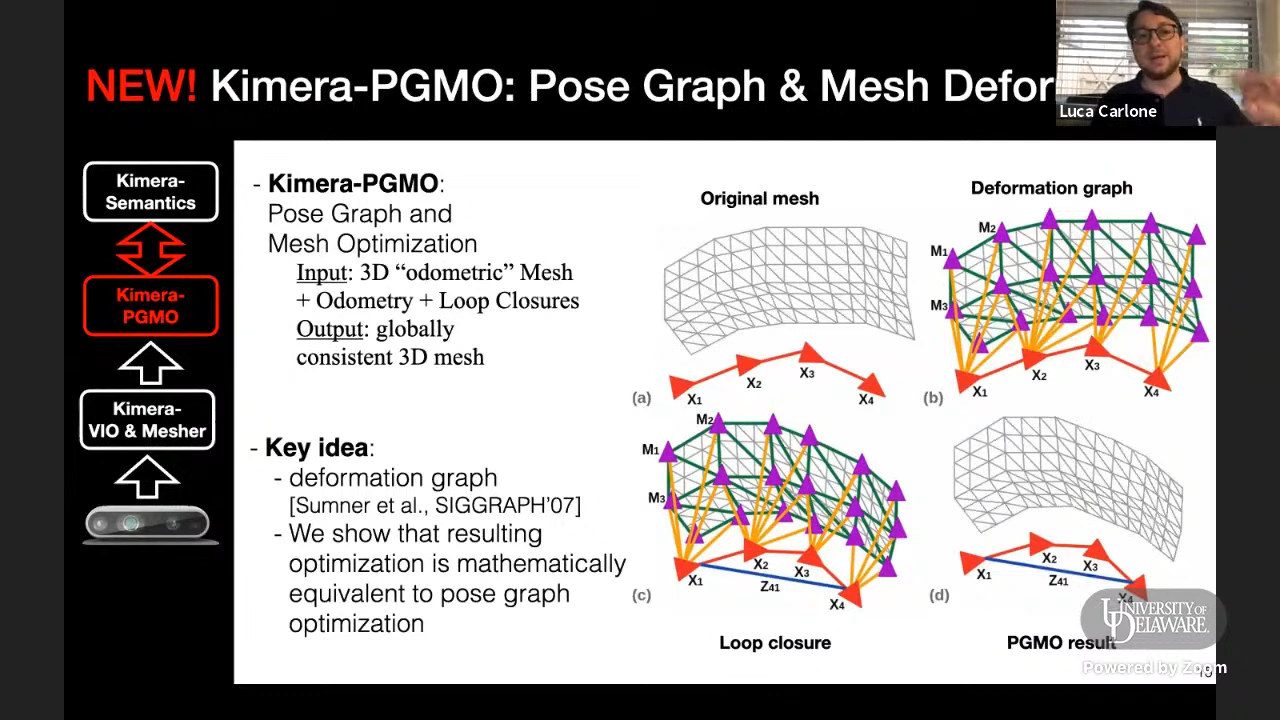 NEW! Kimera-PGMO: Pose Graph & Mesh Defor
Luca Carlone
Kimera-
Semantics
Kimera-
PGMO
Kimera-
VIO & Mesher
- Kimera-PGMO:
Pose Graph and
Mesh Optimization
Input: 3D “odometric” Mesh
+ Odometry + Loop Closures
Output: globally
consistent 3D mesh
- Key idea:
- deformation graph
[Sumner et al., SIGGRAPH’07]
- We show that resulting
optimization is mathematically
equivalent to pose graph
optimization
Original mesh
X1
X2
X3
X4
(a)
Deformation graph
M1
M2
M3
X1
X2
X3
X4
(b)
M1
M2
M3
X1
X2
X3
X4
Z41
(c)
Loop closure
X1
X2
X3
X4
Z41
(d)
PGMO result
UNIVERSITY OF
DELAWARE.
Powered by Zoom